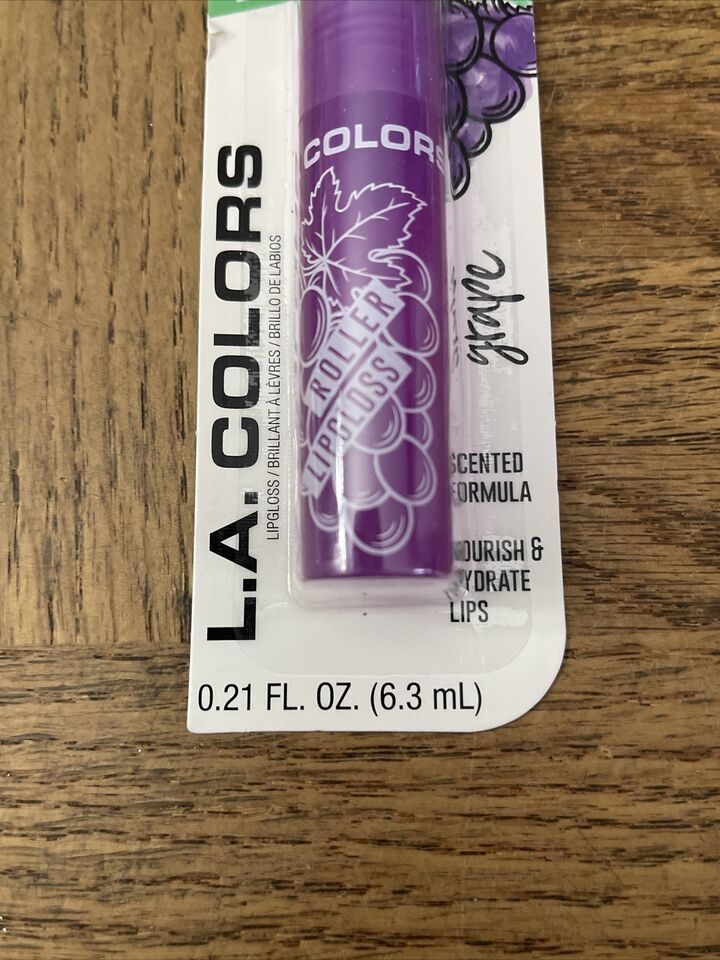 L.A. COLORS
LIPGLOSS / BRILLANT À LÈVRES / BRILLO DE LABIOS
COLORS
ROLLER
LIPGLOSS
grape
SCENTED
FORMULA
NOURISH &
HYDRATE
LIPS
0.21 FL. OZ. (6.3 mL)